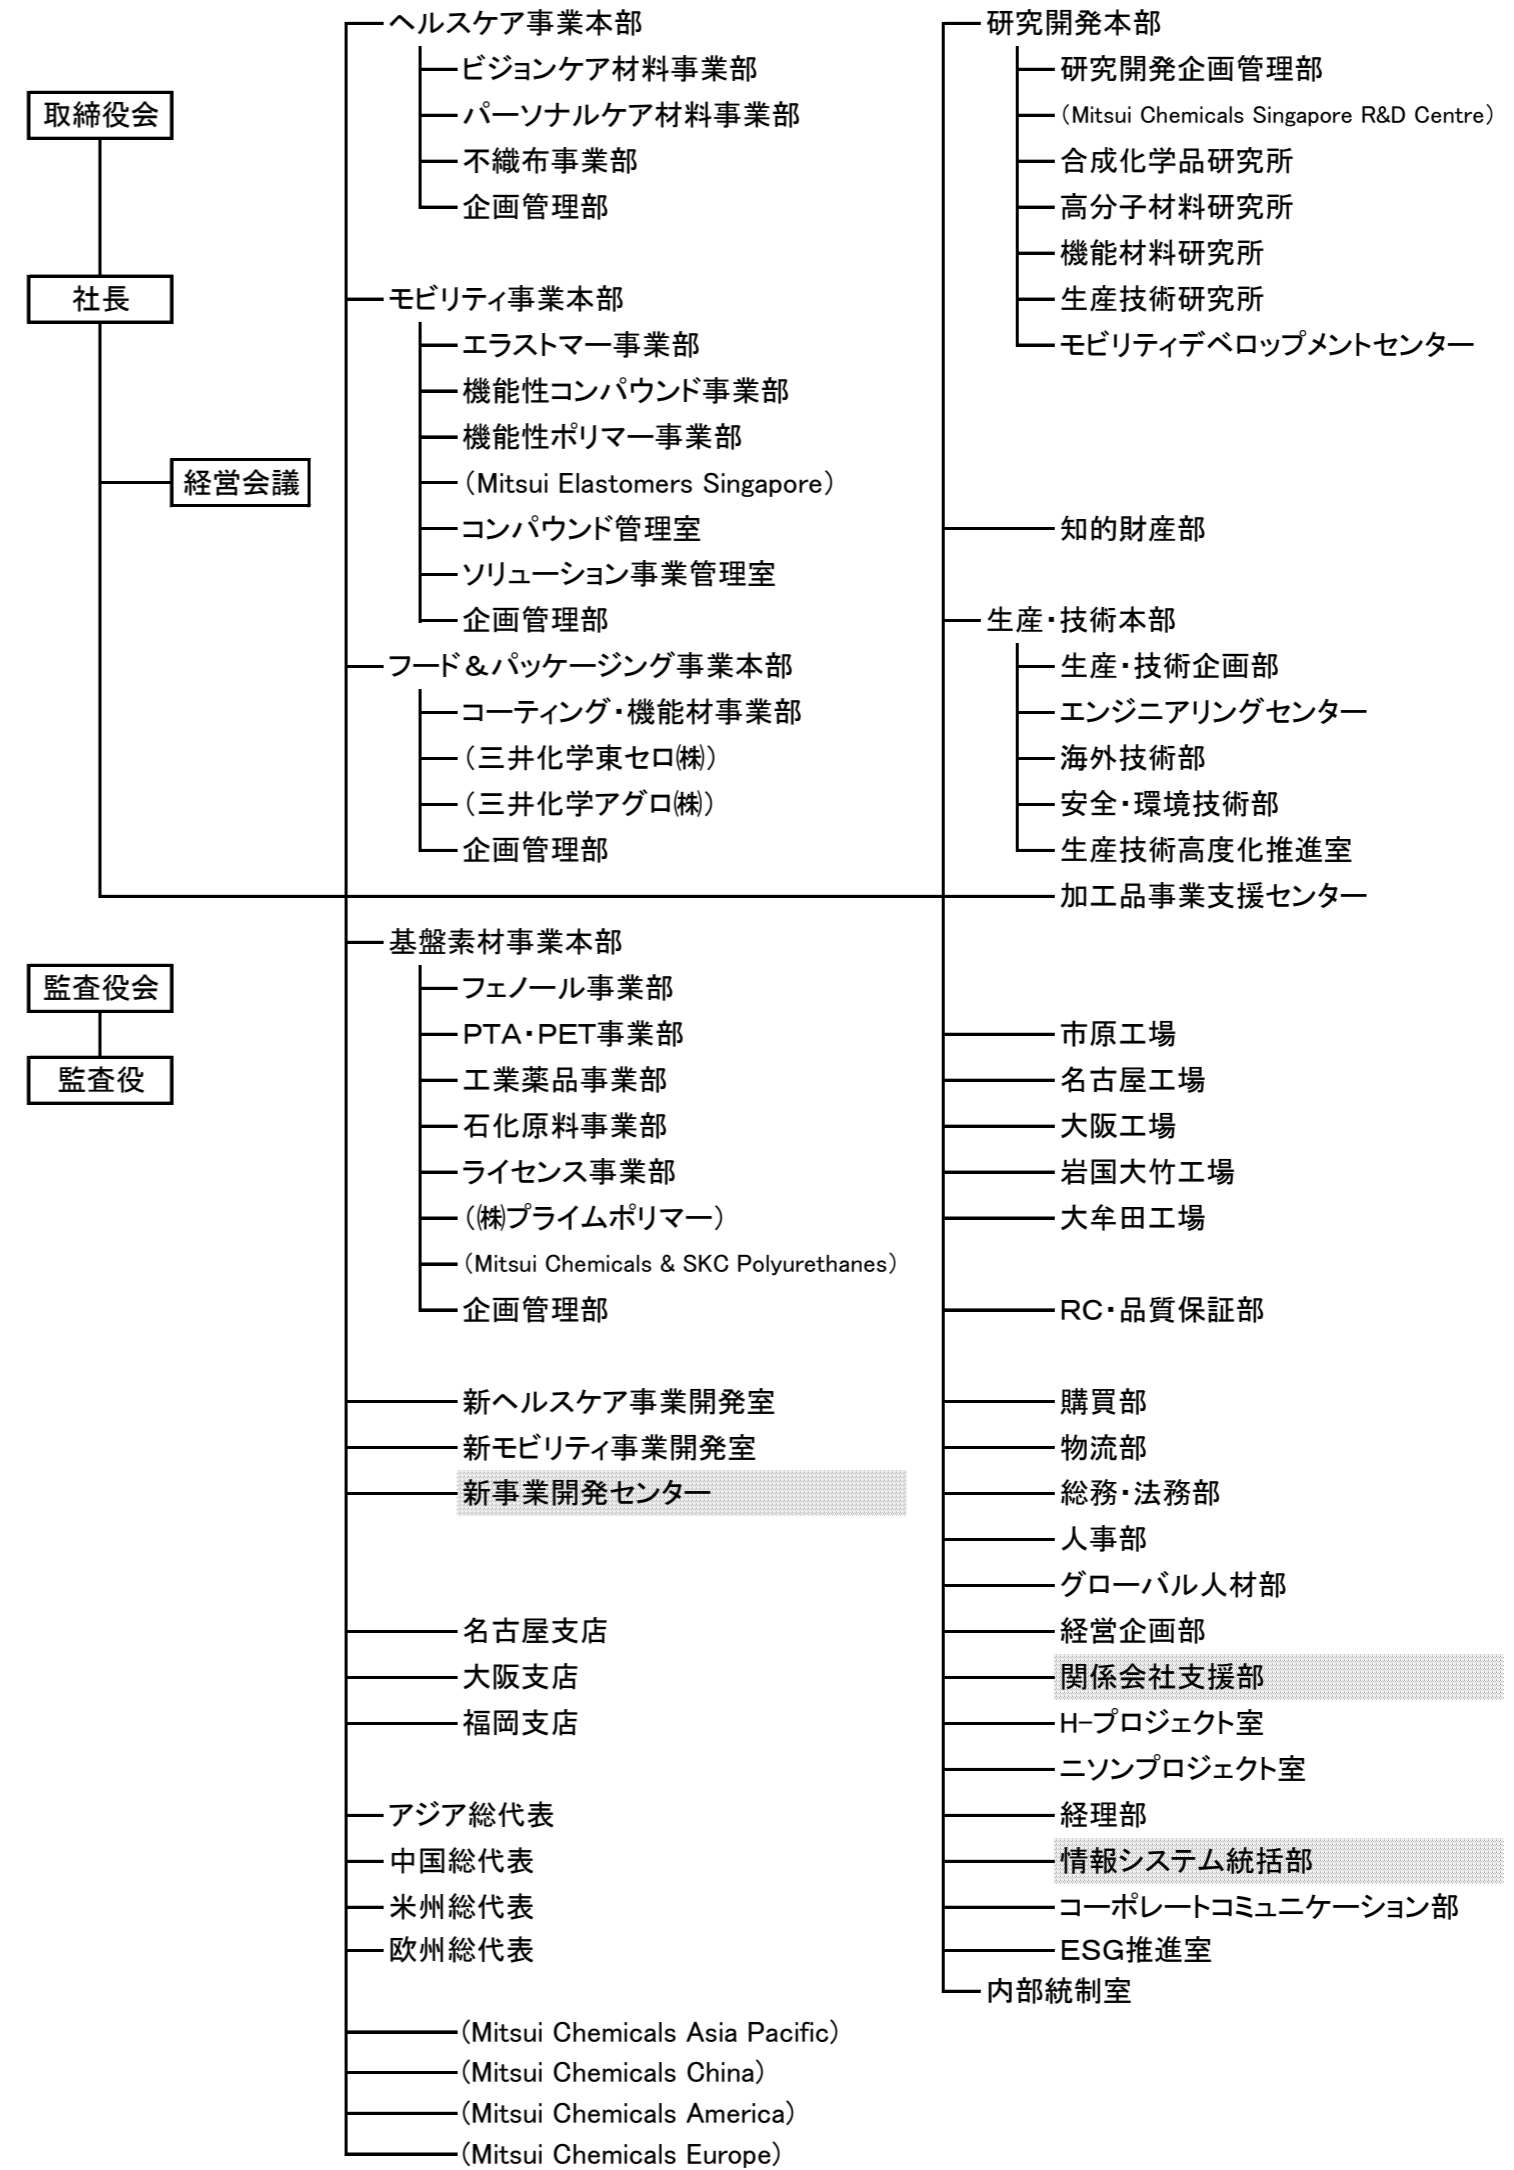 取締役会
社長
経営会議
監査役会
監査役
ヘルスケア事業本部
ビジョンケア材料事業部
パーソナルケア材料事業部
不織布事業部
企画管理部
モビリティ事業本部
エラストマー事業部
機能性コンパウンド事業部
機能性ポリマー事業部
（Mitsui Elastomers Singapore）
コンパウンド管理室
ソリューション事業管理室
企画管理部
フード＆パッケージング事業本部
コーティング・機能材事業部
（三井化学東セロ㈱）
（三井化学アグロ㈱）
企画管理部
基盤素材事業本部
フェノール事業部
PTA・PET事業部
工業薬品事業部
石化原料事業部
ライセンス事業部
（㈱プライムポリマー）
（Mitsui Chemicals & SKC Polyurethanes）
企画管理部
新ヘルスケア事業開発室
新モビリティ事業開発室
新事業開発センター
名古屋支店
大阪支店
福岡支店
アジア総代表
中国総代表
米州総代表
欧州総代表
（Mitsui Chemicals Asia Pacific）
（Mitsui Chemicals China）
（Mitsui Chemicals America）
（Mitsui Chemicals Europe）
研究開発本部
研究開発企画管理部
（Mitsui Chemicals Singapore R&D Centre）
合成化学品研究所
高分子材料研究所
機能材料研究所
生産技術研究所
モビリティデベロップメントセンター
知的財産部
生産・技術本部
生産・技術企画部
エンジニアリングセンター
海外技術部
安全・環境技術部
生産技術高度化推進室
加工品事業支援センター
市原工場
名古屋工場
大阪工場
岩国大竹工場
大牟田工場
RC・品質保証部
購買部
物流部
総務・法務部
人事部
グローバル人材部
経営企画部
関係会社支援部
H-プロジェクト室
ニソンプロジェクト室
経理部
情報システム統括部
コーポレートコミュニケーション部
ESG推進室
内部統制室